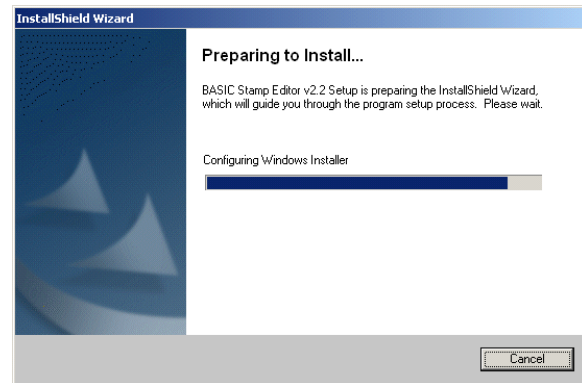 InstallShield Wizard
Preparing to Install...
BASIC Stamp Editor v2.2 Setup is preparing the InstallShield Wizard,
which will guide you through the program setup process. Please wait.
Configuring Windows Installer
Cancel